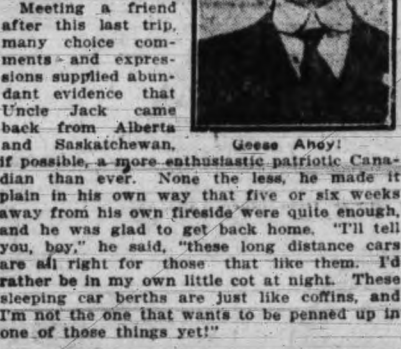 Meeting a friend
after this last trip,
many choice com-
ments and expres-
sions supplied abun-
dant evidence that
Uncle Jack came
back from Alberta
and Saskatchewan,
Geese Ahoy!
if possible, a more enthusiastic patriotic Cana-
dian than ever. None the less, he made it
plain in his own way that five or six weeks
away from his own fireside were quite enough,
and he was glad to get back home. "I'll tell
you, boy," he said, "these long distance cars
are all right for those that like them. I'd
rather be in my own little cot at night. These
sleeping car berths are just like coffins, and
I'm not the one that wants to be penned up in
one of those things yet!"